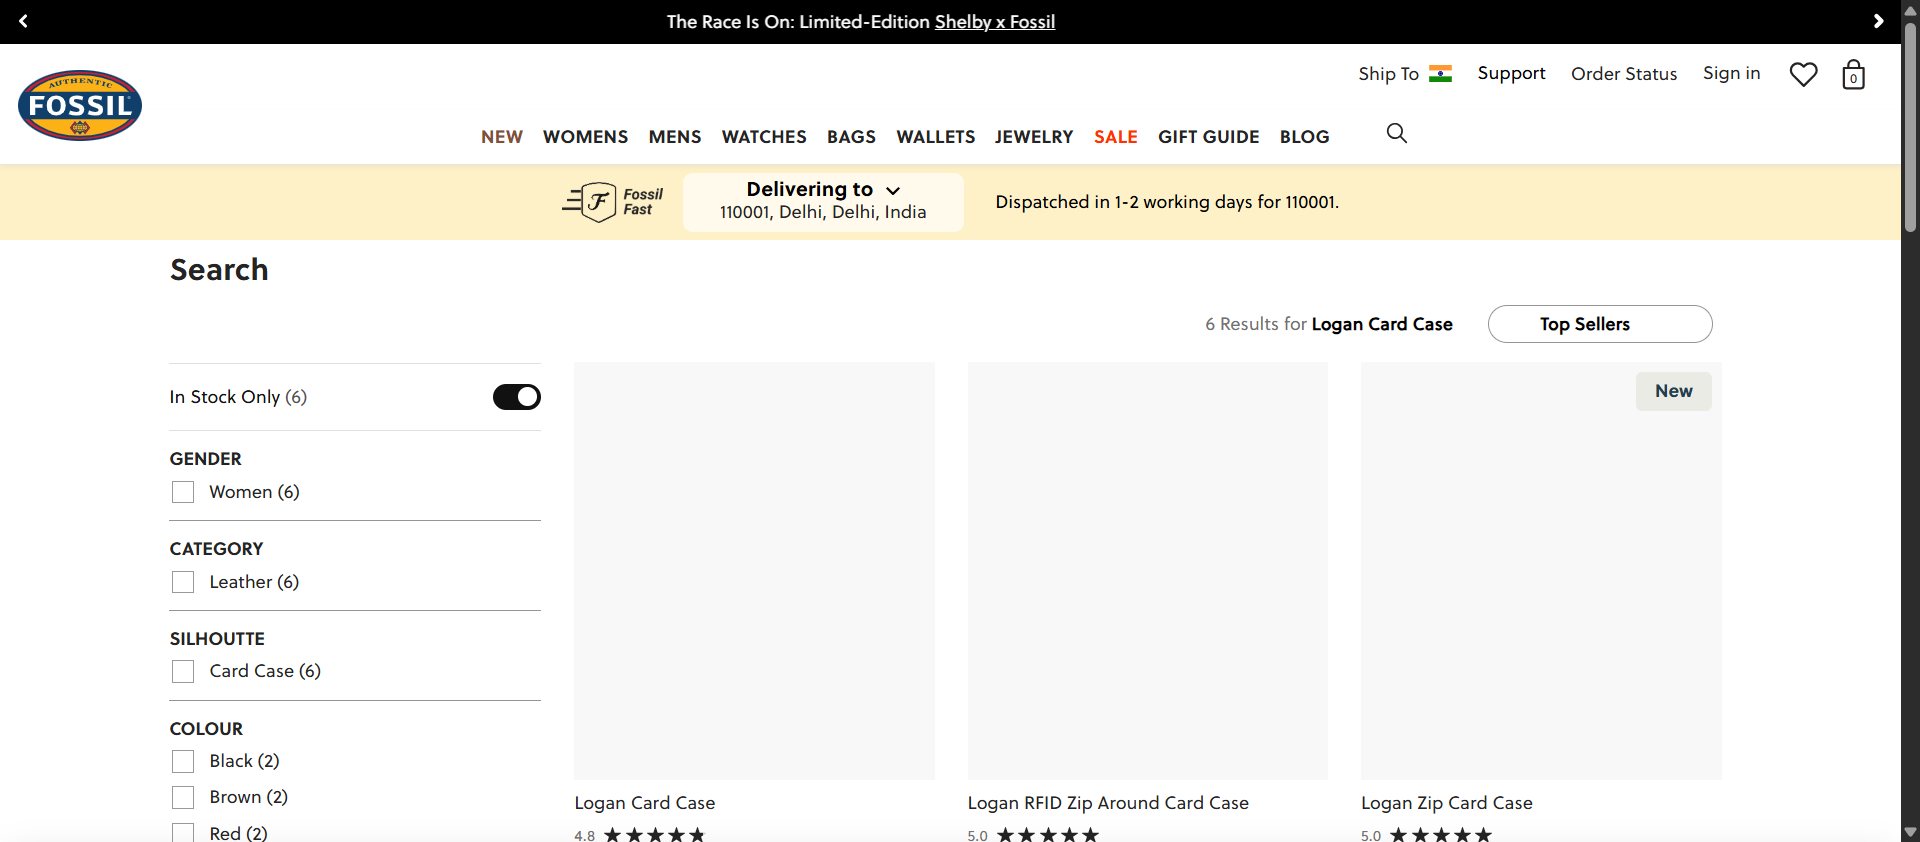 The Race Is On: Limited-Edition Shelby x Fossil
AUTHENTIC
FOSSIL
Ship To
Support
Order Status
Sign in
0
NEW
WOMENS
MENS
WATCHES
BAGS
WALLETS
JEWELRY
SALE
GIFT GUIDE
BLOG
F
Fossil
Fast
Delivering to
110001, Delhi, Delhi, India
Dispatched in 1-2 working days for 110001.
Search
6 Results for Logan Card Case
Top Sellers
In Stock Only (6)
GENDER
Women (6)
CATEGORY
Leather (6)
SILHOUTTE
Card Case (6)
COLOUR
Black (2)
Brown (2)
Red (2)
New
Logan Card Case
4.8
Logan RFID Zip Around Card Case
5.0
Logan Zip Card Case
5.0